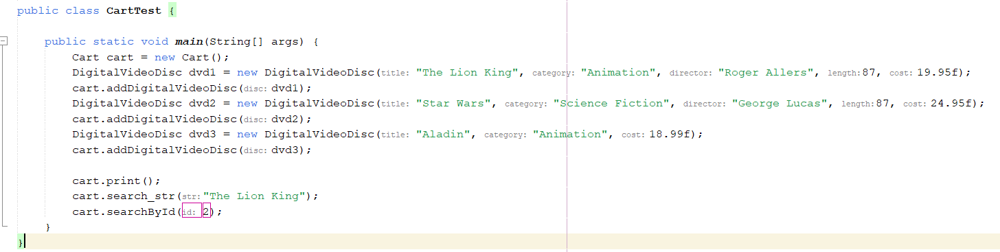 public class CartTest {
public static void main(String[] args) {
Cart cart = new Cart();
DigitalVideoDisc dvd1 = new DigitalVideoDisc(title: "The Lion King", category: "Animation", director: "Roger Allers", length: 87, cost: 19.95f);
cart.addDigitalVideoDisc(disc: dvd1);
DigitalVideoDisc dvd2 = new DigitalVideoDisc(title: "Star Wars", category: "Science Fiction", director: "George Lucas", length: 87, cost: 24.95f);
cart.addDigitalVideoDisc(disc: dvd2);
DigitalVideoDisc dvd3 = new DigitalVideoDisc(title: "Aladin", category: "Animation", cost: 18.99f);
cart.addDigitalVideoDisc(disc: dvd3);
cart.print();
cart.search_str(str: "The Lion King");
cart.searchById(id: 2);
}
}